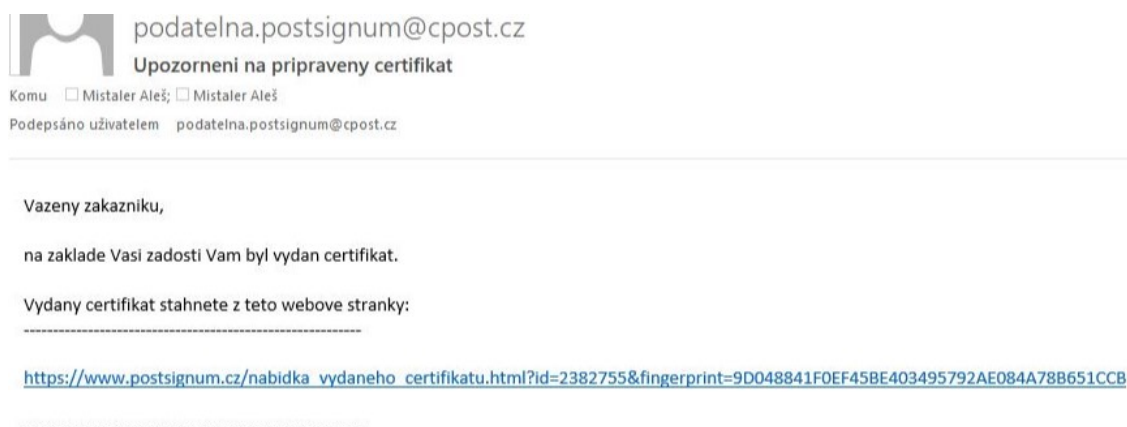 podatelna.postsignum@cpost.cz
Upozorneni na pripraveny certifikat
Komu Mistaler Aleš; Mistaler Aleš
Podepsáno uživatelem podatelna.postsignum@cpost.cz
Vazeny zakazniku,
na zaklade Vasi zadosti Vam byl vydan certifikat.
Vydany certifikat stahnete z teto webove stranky:
----------------------------------------------------------
https://www.postsignum.cz/nabidka_vydaneho_certifikatu.html?id=2382755&fingerprint=9D048841F0EF45BE403495792AE084A78B651CCB